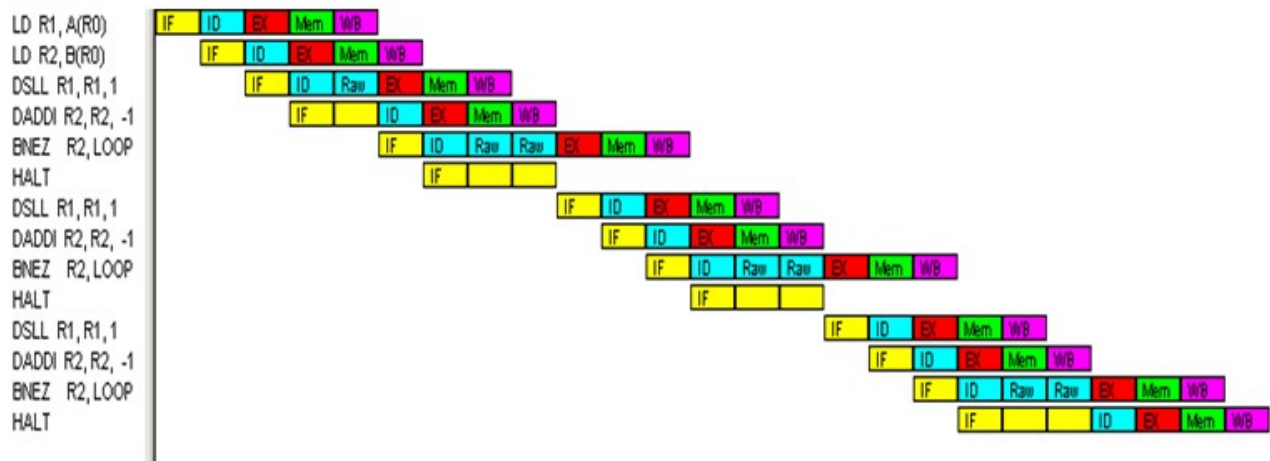 LD R1, A(R0) IF ID EX Mem WB
LD R2, B(R0) IF ID EX Mem WB
DSLL R1, R1, 1 IF ID Raw EX Mem WB
DADDI R2, R2, -1 IF ID EX Mem WB
BNEZ R2, LOOP IF ID Raw Raw EX Mem WB
HALT IF
DSLL R1, R1, 1 IF ID EX Mem WB
DADDI R2, R2, -1 IF ID EX Mem WB
BNEZ R2, LOOP IF ID Raw Raw EX Mem WB
HALT IF
DSLL R1, R1, 1 IF ID EX Mem WB
DADDI R2, R2, -1 IF ID EX Mem WB
BNEZ R2, LOOP IF ID Raw Raw EX Mem WB
HALT IF ID EX Mem WB